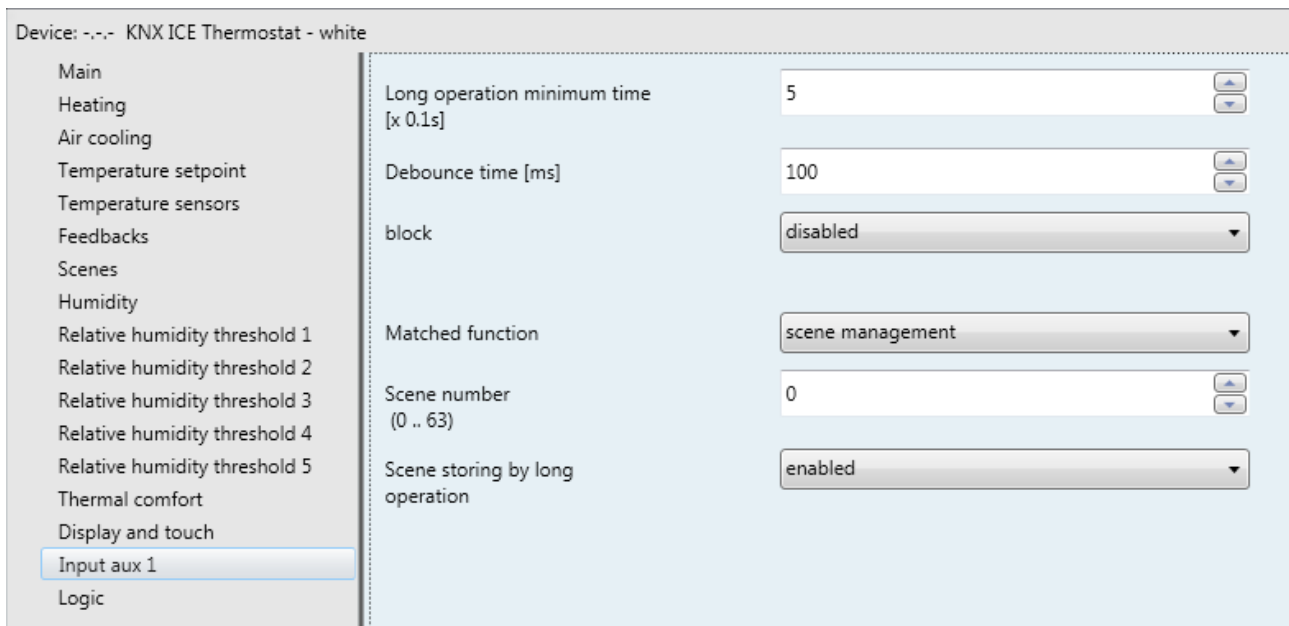 Device: -.-.- KNX ICE Thermostat - white
Main
Heating
Air cooling
Temperature setpoint
Temperature sensors
Feedbacks
Scenes
Humidity
Relative humidity threshold 1
Relative humidity threshold 2
Relative humidity threshold 3
Relative humidity threshold 4
Relative humidity threshold 5
Thermal comfort
Display and touch
Input aux 1
Logic
Long operation minimum time
[x 0.1s]
5
Debounce time [ms]
100
block
disabled
Matched function
scene management
Scene number
(0 .. 63)
0
Scene storing by long
operation
enabled